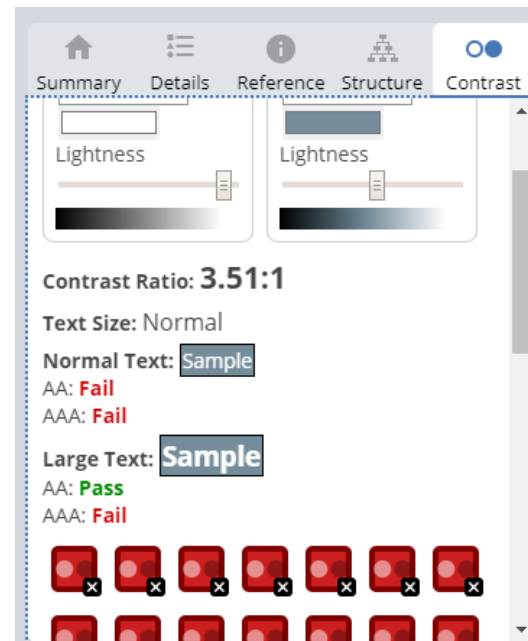 Summary Details Reference Structure Contrast
Lightness Lightness
Contrast Ratio: 3.51:1
Text Size: Normal
Normal Text: Sample
AA: Fail
AAA: Fail
Large Text: Sample
AA: Pass
AAA: Fail